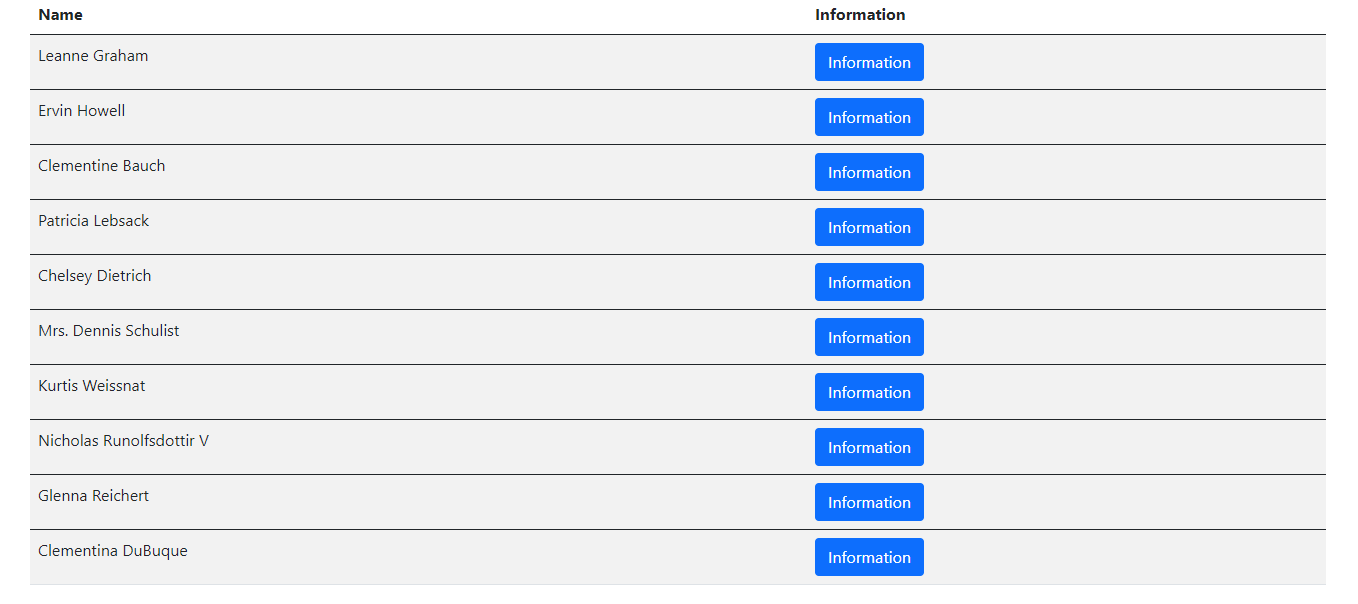 Name Information
Leanne Graham Information
Ervin Howell Information
Clementine Bauch Information
Patricia Lebsack Information
Chelsey Dietrich Information
Mrs. Dennis Schulist Information
Kurtis Weissnat Information
Nicholas Runolfsdottir V Information
Glenna Reichert Information
Clementina DuBuque Information